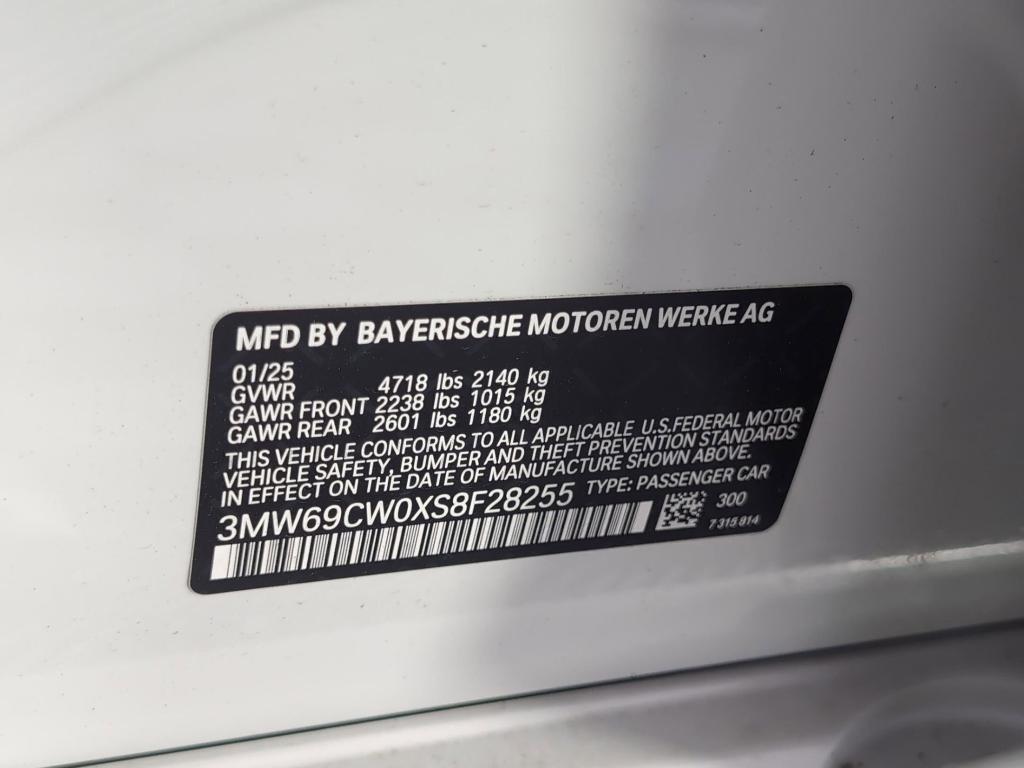 MFD BY BAYERISCHE MOTOREN WERKE AG
01/25
GVWR 4718 lbs 2140 kg
GAWR FRONT 2238 lbs 1015 kg
GAWR REAR 2601 lbs 1180 kg
THIS VEHICLE CONFORMS TO ALL APPLICABLE U.S.FEDERAL MOTOR
VEHICLE SAFETY, BUMPER AND THEFT PREVENTION STANDARDS
IN EFFECT ON THE DATE OF MANUFACTURE SHOWN ABOVE.
3MW69CW0XS8F28255 TYPE: PASSENGER CAR
300
7 315 814